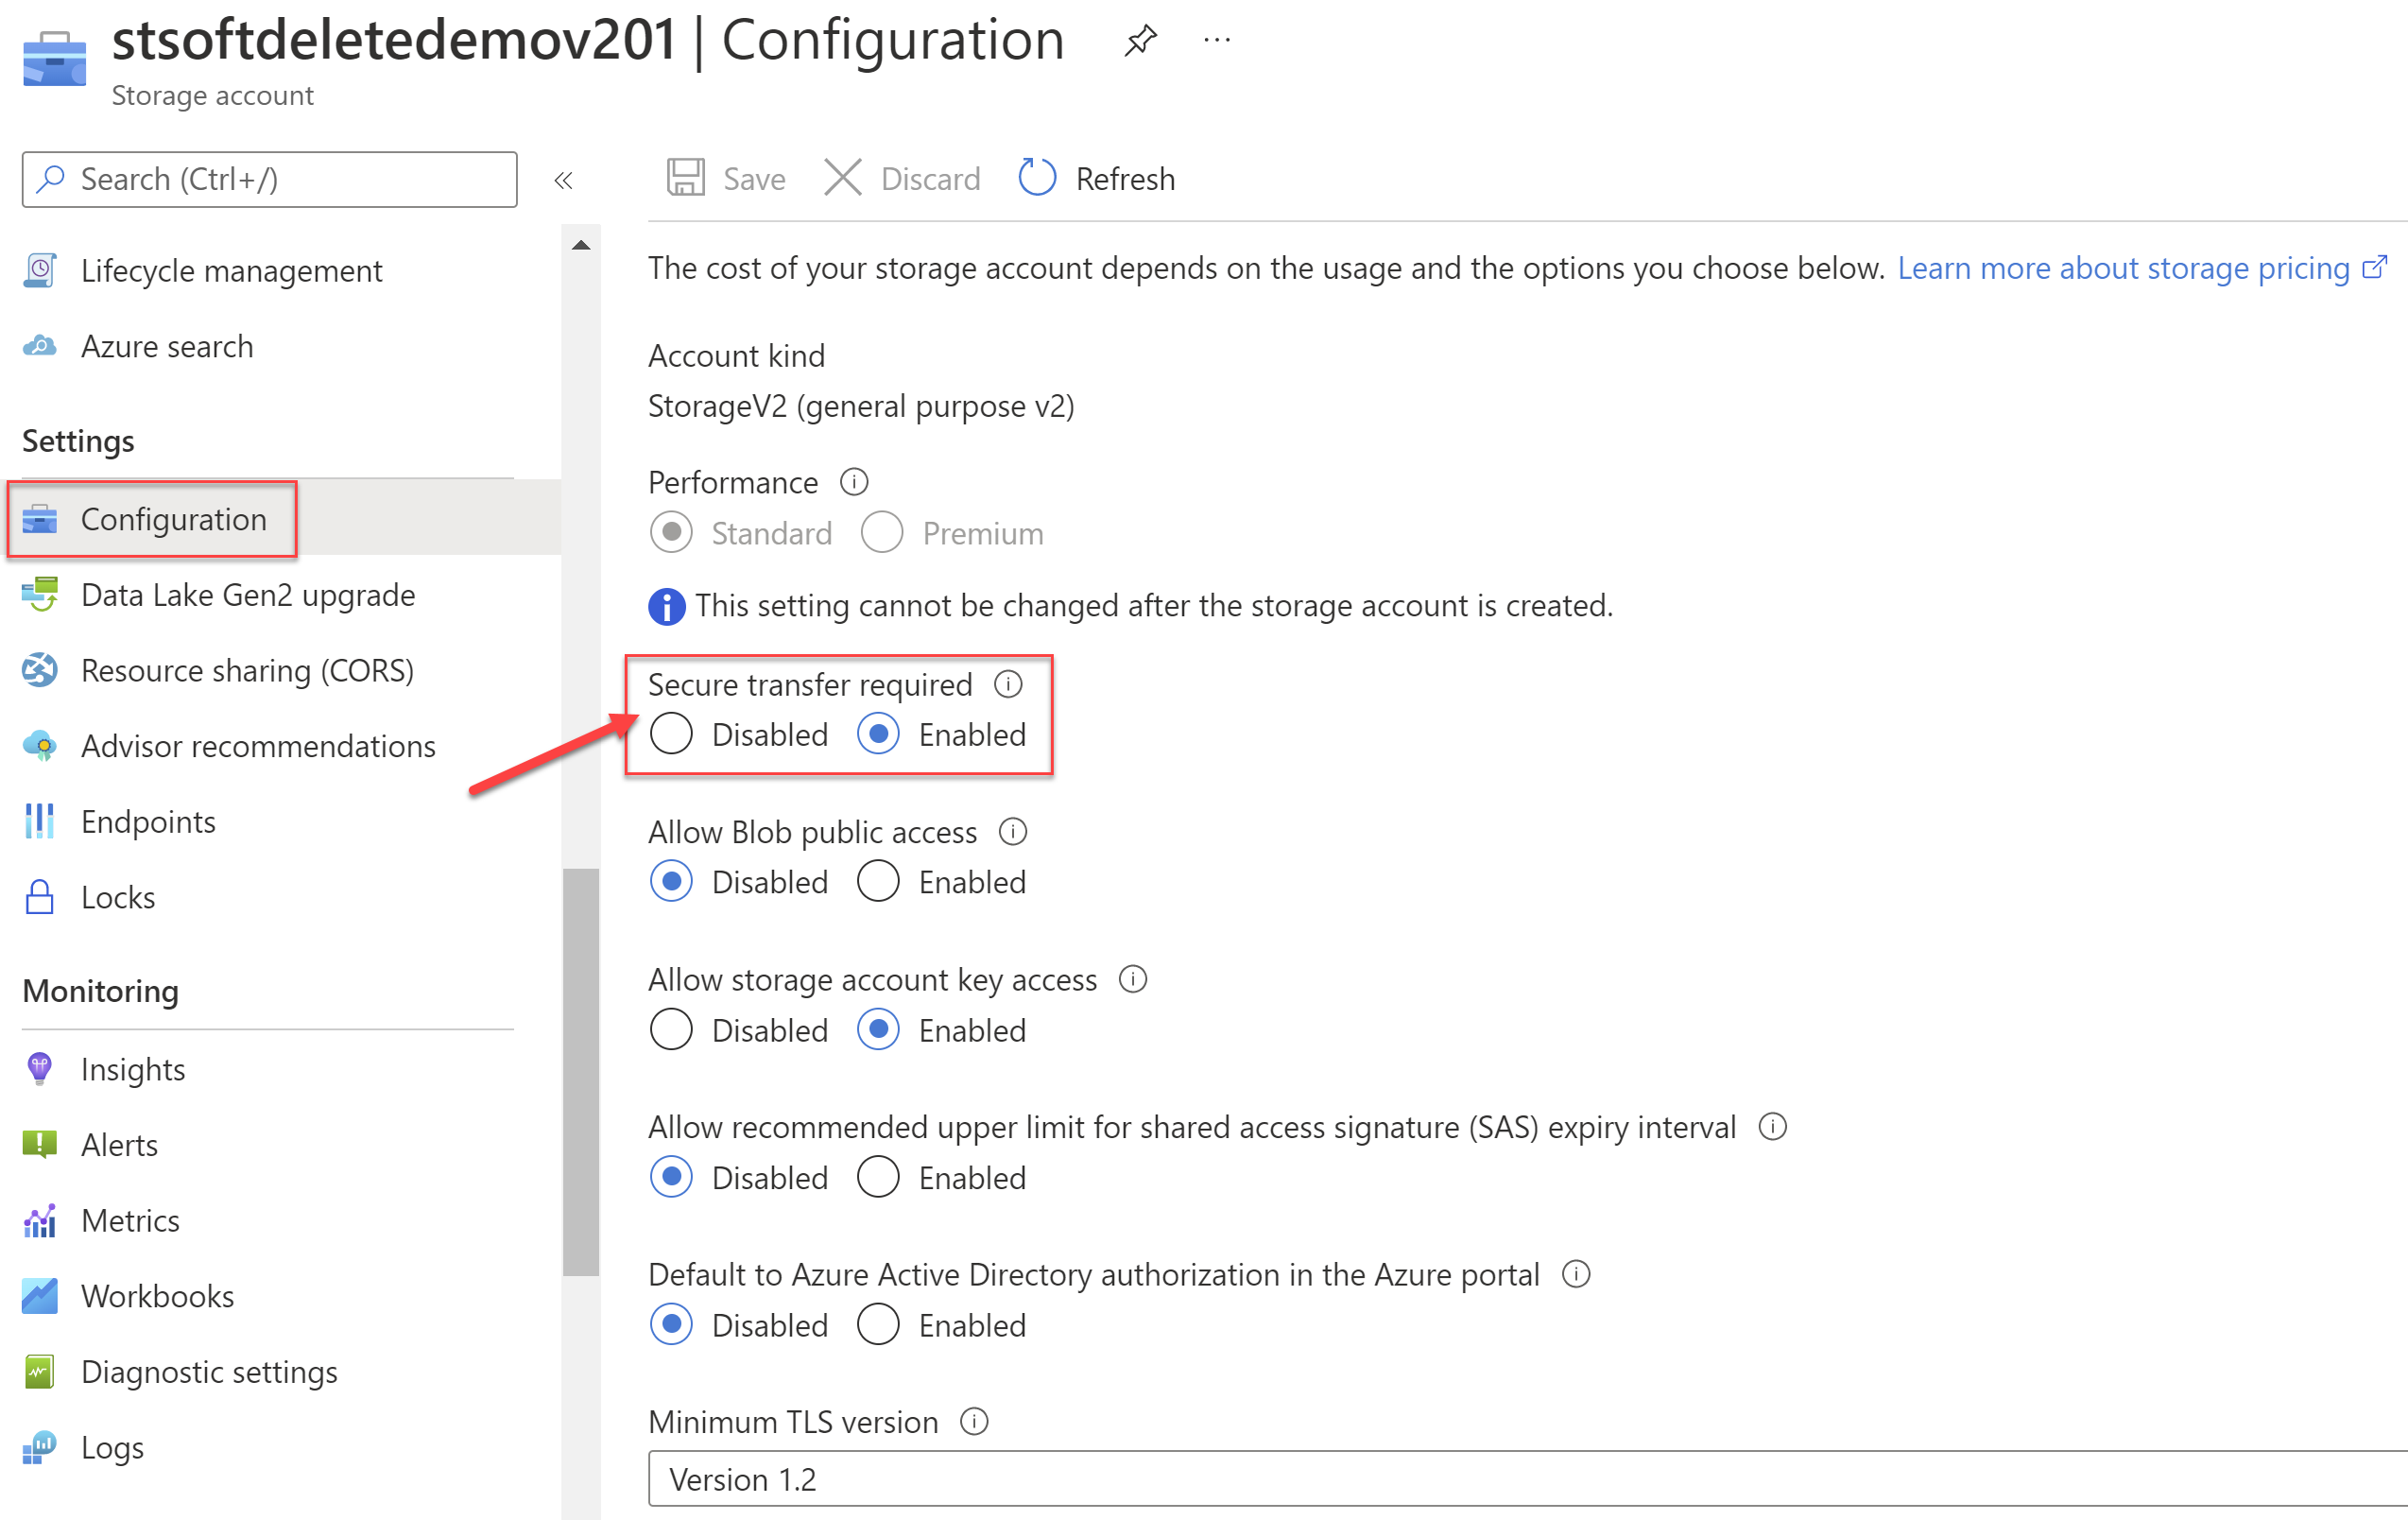 stsoftdeletedemov201 | Configuration
Storage account
Search (Ctrl+/)
Lifecycle management
Azure search
Settings
Configuration
Data Lake Gen2 upgrade
Resource sharing (CORS)
Advisor recommendations
Endpoints
Locks
Monitoring
Insights
Alerts
Metrics
Workbooks
Diagnostic settings
Logs
Save Discard Refresh
The cost of your storage account depends on the usage and the options you choose below. Learn more about storage pricing
Account kind
StorageV2 (general purpose v2)
Performance
Standard Premium
This setting cannot be changed after the storage account is created.
Secure transfer required
Disabled Enabled
Allow Blob public access
Disabled Enabled
Allow storage account key access
Disabled Enabled
Allow recommended upper limit for shared access signature (SAS) expiry interval
Disabled Enabled
Default to Azure Active Directory authorization in the Azure portal
Disabled Enabled
Minimum TLS version
Version 1.2